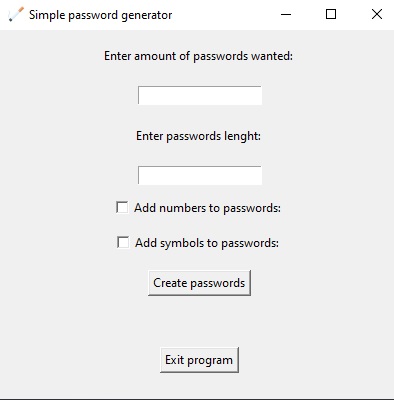 Simple password generator
Enter amount of passwords wanted:
Enter passwords lenght:
Add numbers to passwords:
Add symbols to passwords:
Create passwords
Exit program